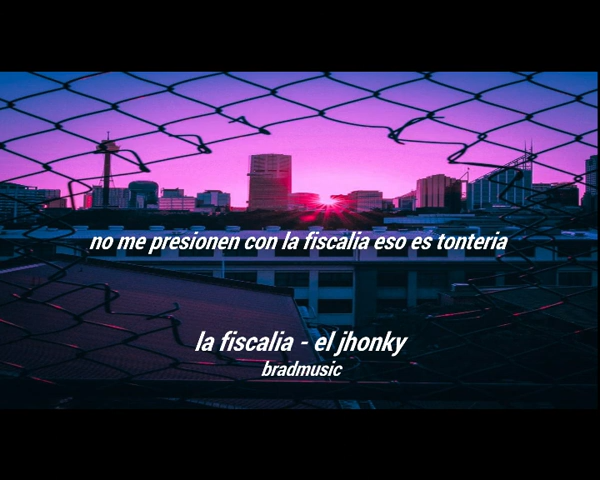 no me presionen con la fiscalia eso es tonteria
la fiscalia - el jhonky
bradmusic